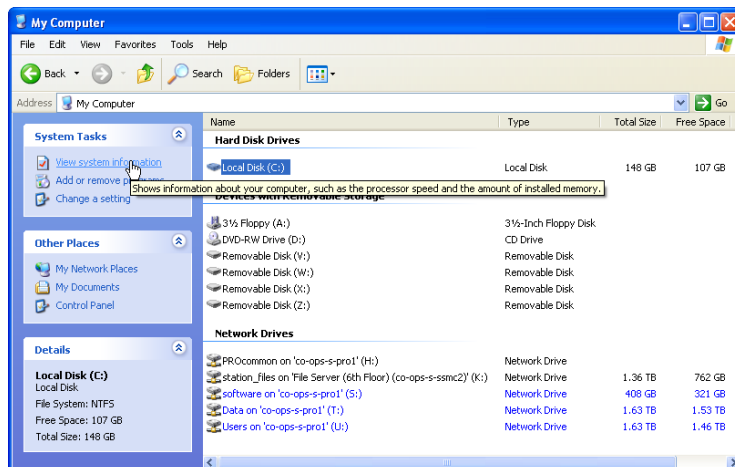 My Computer
File Edit View Favorites Tools Help
Back Search Folders
Address My Computer Go
Name Type Total Size Free Space
System Tasks
View system information
Add or remove programs
Change a setting
Shows information about your computer, such as the processor speed and the amount of installed memory.
Other Places
My Network Places
My Documents
Control Panel
Details
Local Disk (C:)
Local Disk
File System: NTFS
Free Space: 107 GB
Total Size: 148 GB
Hard Disk Drives
Local Disk (C:) Local Disk 148 GB 107 GB
Devices with Removable Storage
3½ Floppy (A:) 3½-Inch Floppy Disk
DVD-RW Drive (D:) CD Drive
Removable Disk (V:) Removable Disk
Removable Disk (W:) Removable Disk
Removable Disk (X:) Removable Disk
Removable Disk (Z:) Removable Disk
Network Drives
PROcommon on 'co-ops-s-pro1' (H:) Network Drive
station_files on 'File Server (6th Floor) (co-ops-s-ssmc2)' (K:) Network Drive 1.36 TB 762 GB
software on 'co-ops-s-pro1' (S:) Network Drive 408 GB 321 GB
Data on 'co-ops-s-pro1' (T:) Network Drive 1.63 TB 1.53 TB
Users on 'co-ops-s-pro1' (U:) Network Drive 1.63 TB 1.46 TB